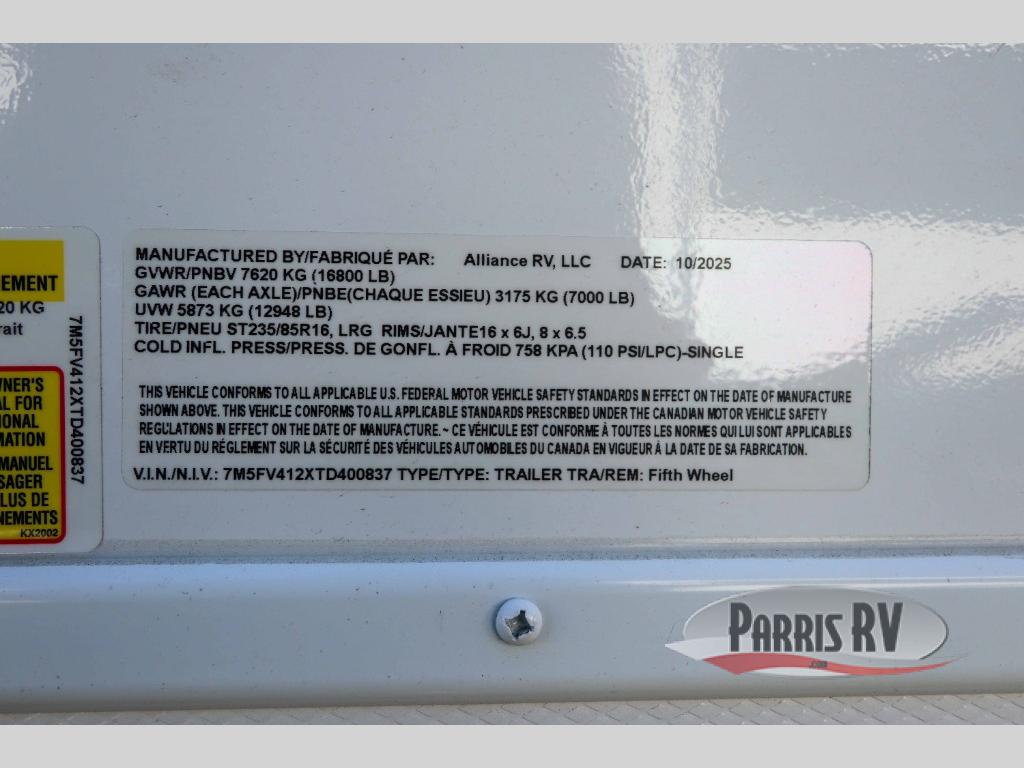 MANUFACTURED BY/FABRIQUÉ PAR: Alliance RV, LLC DATE: 10/2025
GVWR/PNBV 7620 KG (16800 LB)
GAWR (EACH AXLE)/PNBE(CHAQUE ESSIEU) 3175 KG (7000 LB)
UVW 5873 KG (12948 LB)
TIRE/PNEU ST235/85R16, LRG RIMS/JANTE16 x 6J, 8 x 6.5
COLD INFL. PRESS/PRESS. DE GONFL. À FROID 758 KPA (110 PSI/LPC)-SINGLE
THIS VEHICLE CONFORMS TO ALL APPLICABLE U.S. FEDERAL MOTOR VEHICLE SAFETY STANDARDS IN EFFECT ON THE DATE OF MANUFACTURE
SHOWN ABOVE. THIS VEHICLE CONFORMS TO ALL APPLICABLE STANDARDS PRESCRIBED UNDER THE CANADIAN MOTOR VEHICLE SAFETY
REGULATIONS IN EFFECT ON THE DATE OF MANUFACTURE. ~ CE VÉHICULE EST CONFORME À TOUTES LES NORMES QUI LUI SONT APPLICABLES
EN VERTU DU RÉGLEMENT SUR LA SÉCURITÉ DES VÉHICULES AUTOMOBILES DU CANADA EN VIGUEUR À LA DATE DE SA FABRICATION.
V.I.N./N.I.V.: 7M5FV412XTD400837 TYPE/TYPE: TRAILER TRA/REM: Fifth Wheel
EMENT
20 KG
rait
WNER'S
AL FOR
IONAL
MATION
MANUEL
SAGER
LUS DE
NEMENTS
KX2002
7M5FV412XTD400837
PARRIS RV
.com